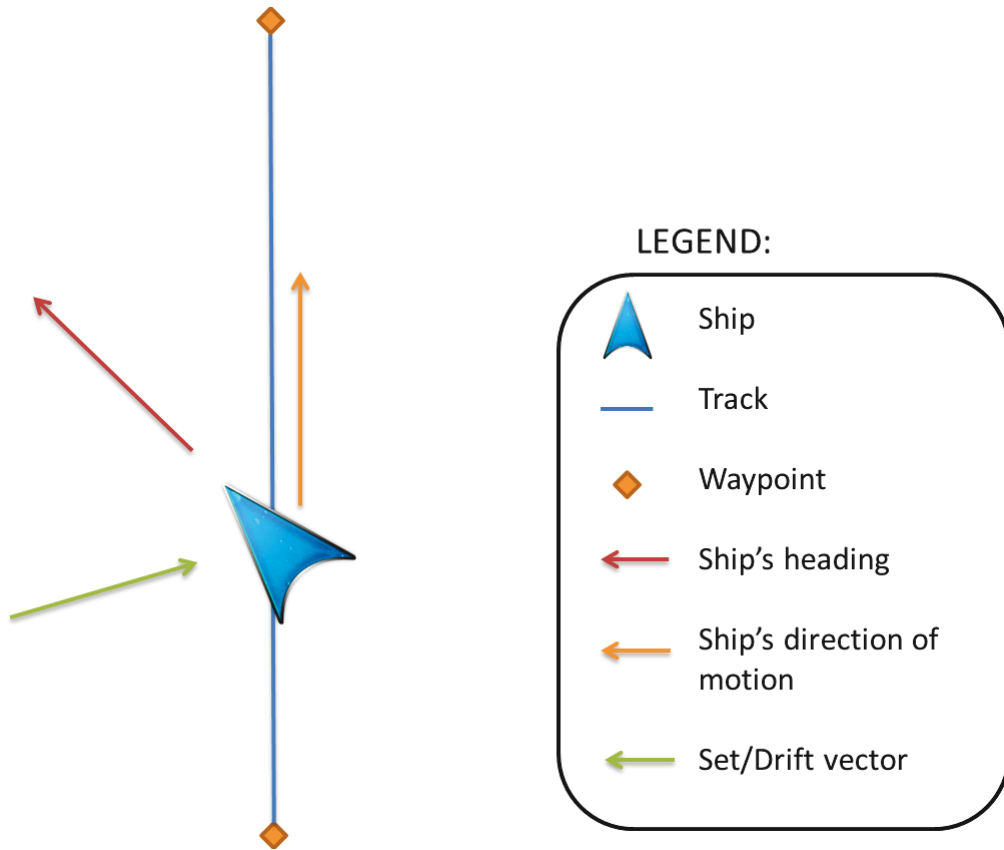 LEGEND:
Ship
Track
Waypoint
Ship’s heading
Ship’s direction of
motion
Set/Drift vector